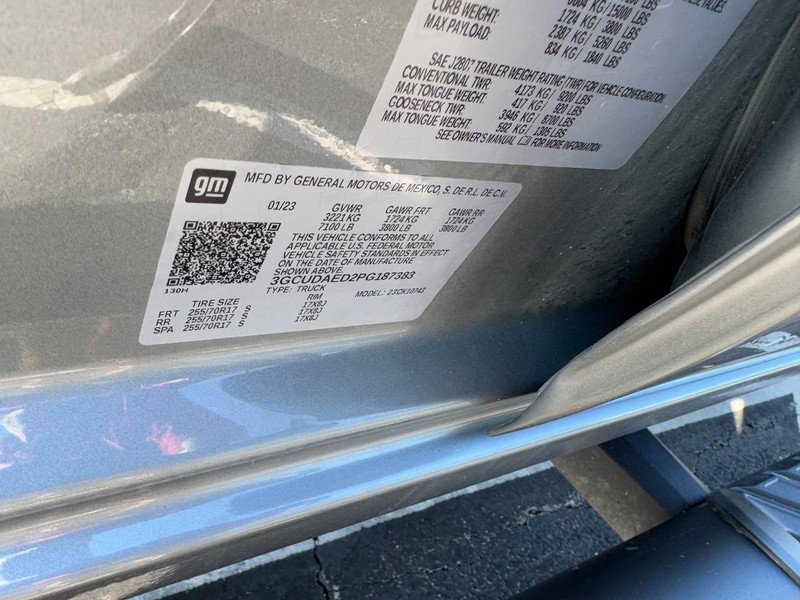 THESE VALUES
6804 KG/15000 LBS
CURB WEIGHT: 1724 KG/ 3800 LBS
MAX PAYLOAD: 2387 KG/ 5260 LBS
834 KG/ 1840 LBS
SAE J2807 TRAILER WEIGHT RATING (TWR) FOR VEHICLE CONFIGURATION
CONVENTIONAL TWR: 4173 KG/ 9200 LBS
MAX TONGUE WEIGHT: 417 KG/ 920 LBS
GOOSENECK TWR: 3946 KG/ 8700 LBS
MAX TONGUE WEIGHT: 592 KG/ 1305 LBS
SEE OWNER'S MANUAL FOR MORE INFORMATION
gm MFD BY GENERAL MOTORS DE MEXICO, S. DE R.L. DE C.V.
01/23 GVWR GAWR FRT GAWR RR
3221 KG 1724 KG 1724 KG
7100 LB 3800 LB 3800 LB
THIS VEHICLE CONFORMS TO ALL
APPLICABLE U.S. FEDERAL MOTOR
VEHICLE SAFETY STANDARDS IN EFFECT
ON THE DATE OF MANUFACTURE
SHOWN ABOVE.
3GCUDAED2PG187383
130H
TYPE: TRUCK MODEL: 23CK10743
TIRE SIZE RIM
FRT 255/70R17 S 17X8J
RR 255/70R17 S 17X8J
SPA 255/70R17 S 17X8J